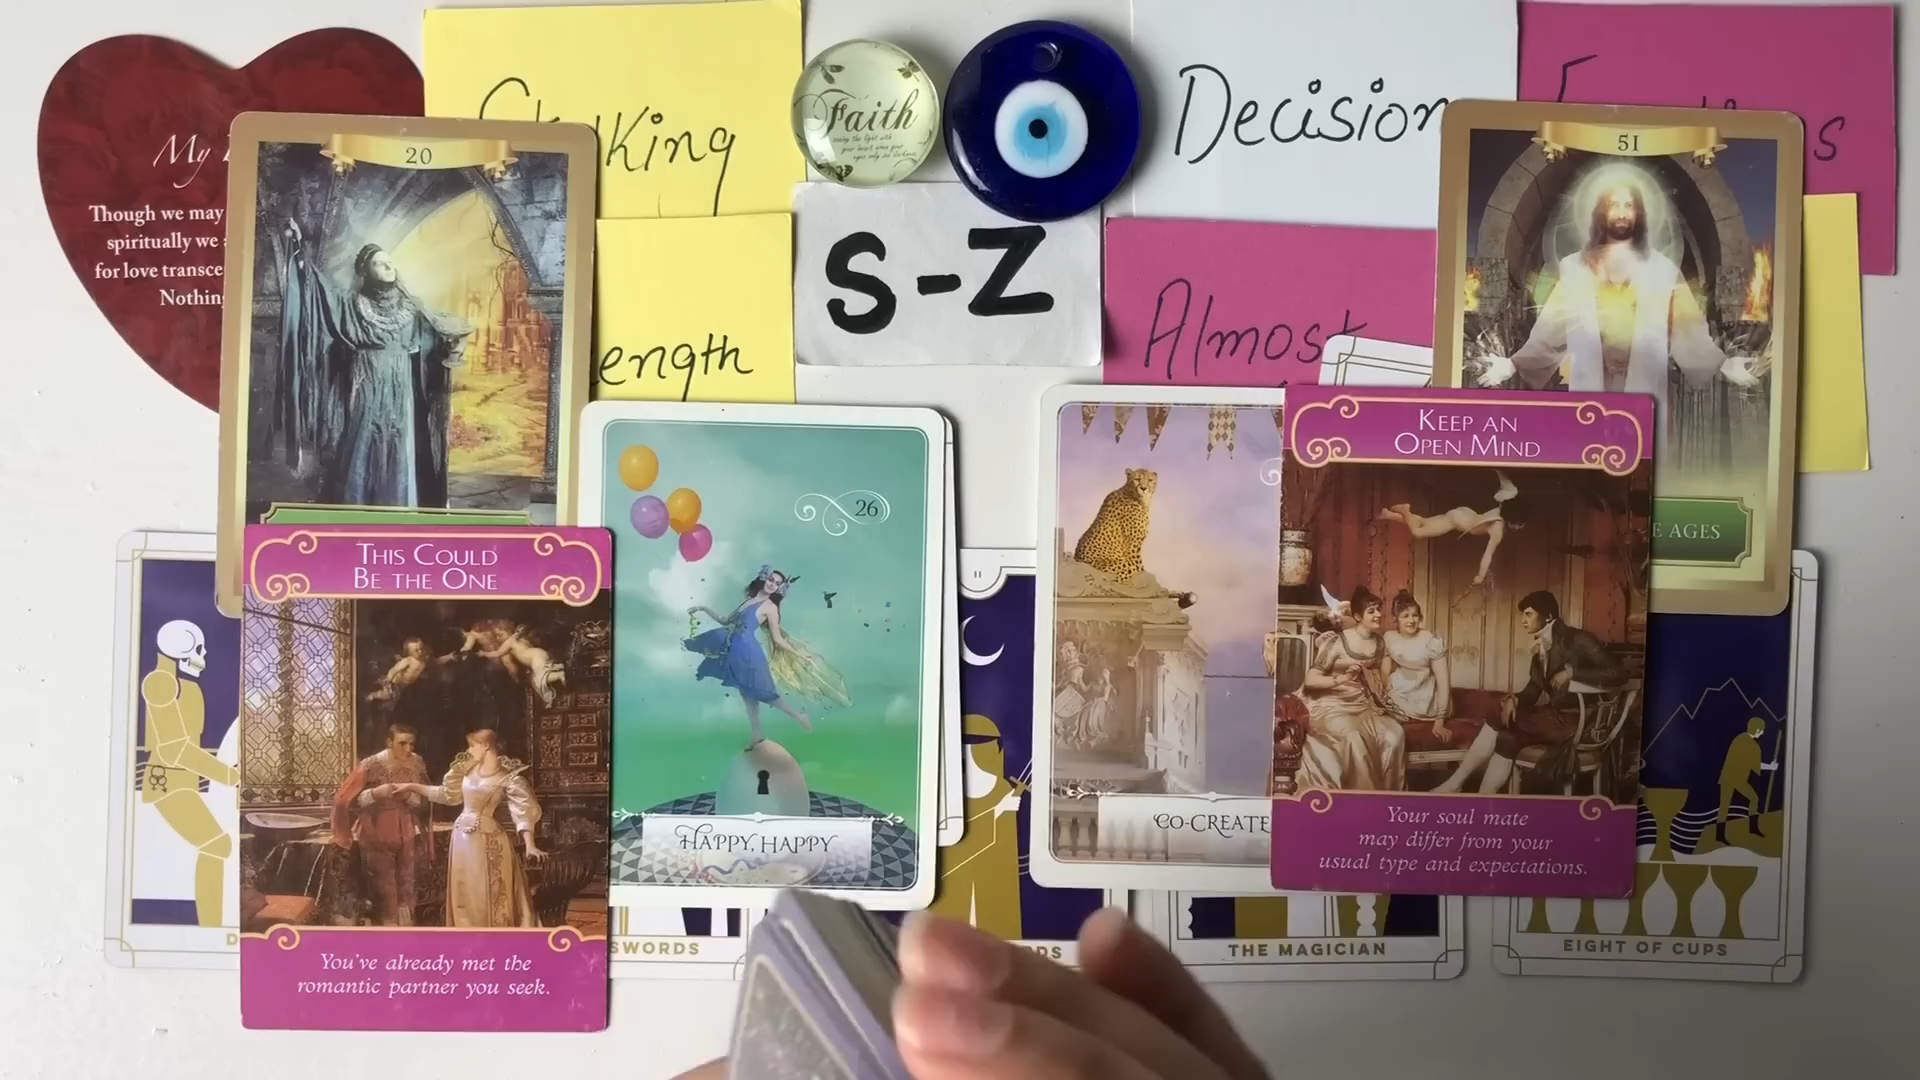 My
Though we may
spiritually we
for love transce
Nothing
20
King
ength
Faith
S-Z
Decision
Almost
s
51
E AGES
THIS COULD
BE THE ONE
You've already met the
romantic partner you seek.
26
HAPPY, HAPPY
CO-CREATE
KEEP AN
OPEN MIND
Your soul mate
may differ from your
usual type and expectations.
II
D
SWORDS
DS
THE MAGICIAN
EIGHT OF CUPS